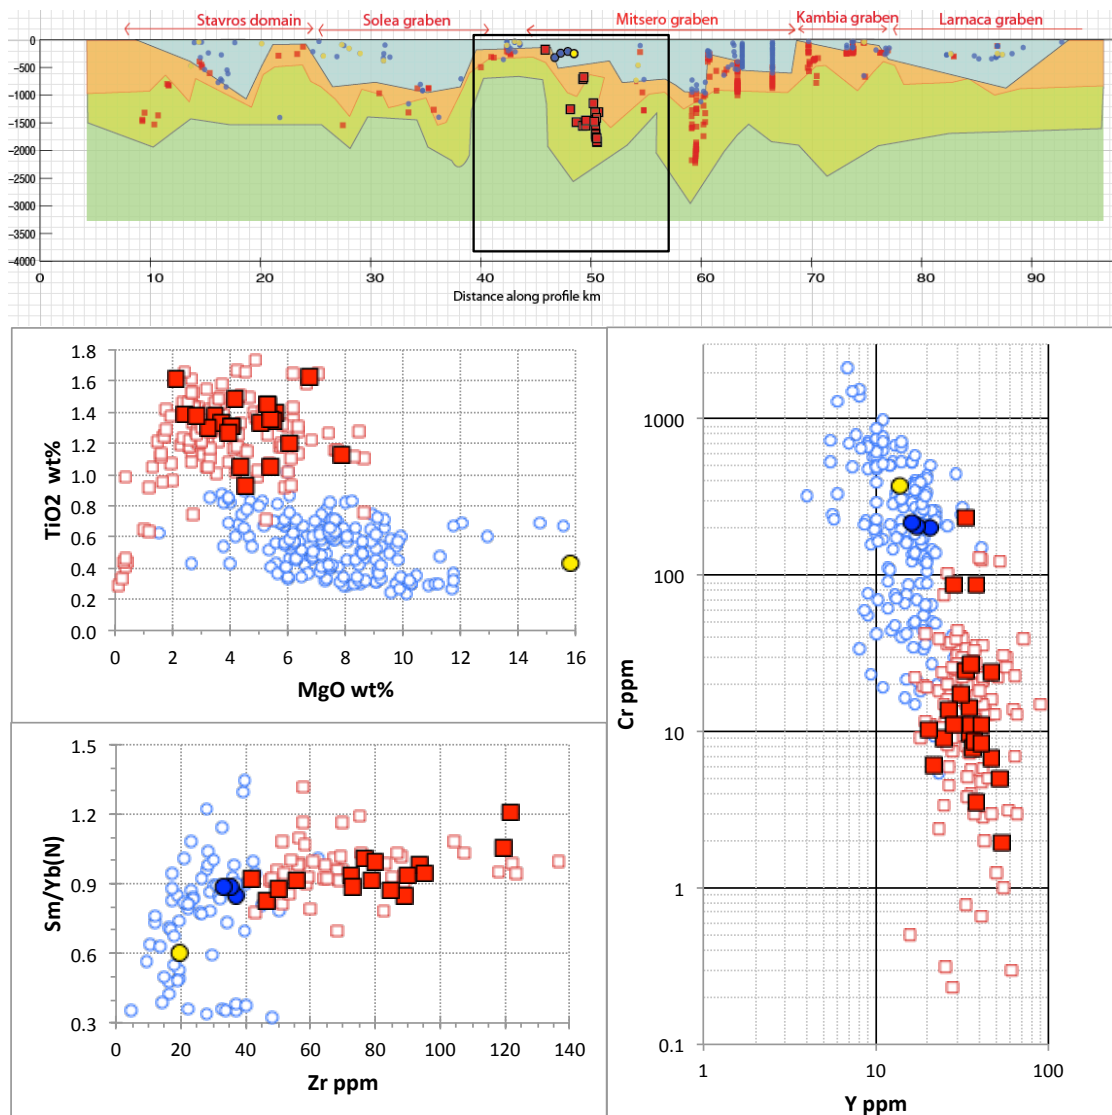 Stavros domain Solea graben Mitsero graben Kambia graben Larnaca graben
0
-500
-1000
-1500
-2000
-2500
-3000
-3500
-4000
0 10 20 30 40 50 60 70 80 90
Distance along profile km
1.8
1.6
1.4
1.2
1.0
0.8
0.6
0.4
0.2
0.0
TiO2 wt%
0 2 4 6 8 10 12 14 16
MgO wt%
1.5
1.2
0.9
0.6
0.3
Sm/Yb(N)
0 20 40 60 80 100 120 140
Zr ppm
1000
100
10
1
0.1
Cr ppm
1 10 100
Y ppm